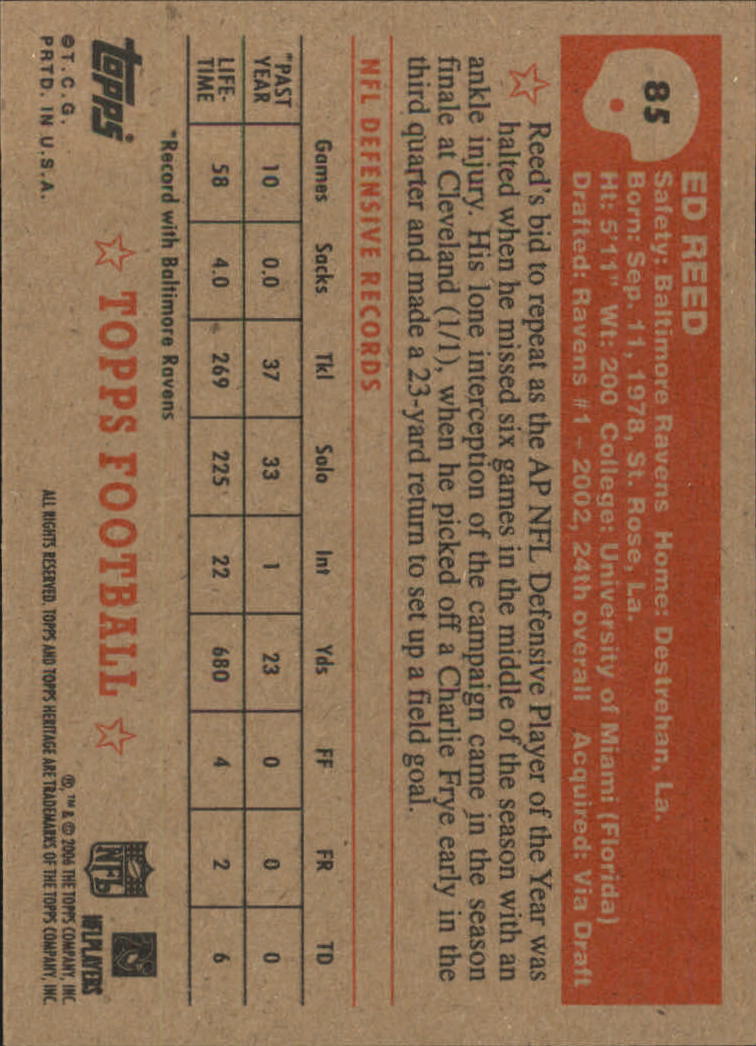 85
ED REED
Safety: Baltimore Ravens Home: Destrehan, La.
Born: Sep. 11, 1978, St. Rose, La.
Ht: 5'11" Wt: 200 College: University of Miami (Florida)
Drafted: Ravens #1 - 2002, 24th overall Acquired: Via Draft
Reed's bid to repeat as the AP NFL Defensive Player of the Year was
halted when he missed six games in the middle of the season with an
ankle injury. His lone interception of the campaign came in the season
finale at Cleveland (1/1), when he picked off a Charlie Frye early in the
third quarter and made a 23-yard return to set up a field goal.
NFL DEFENSIVE RECORDS
Games Sacks Tkl Solo Int Yds FF FR TD
*PAST YEAR 10 0.0 37 33 1 23 0 0 0
LIFE-TIME 58 4.0 269 225 22 680 4 2 6
*Record with Baltimore Ravens
topps
TOPPS FOOTBALL
NFL
NFLPLAYERS
©T.C.G.
PRTD. IN U.S.A.
®, ™ & © 2006 THE TOPPS COMPANY, INC.
ALL RIGHTS RESERVED. TOPPS AND TOPPS HERITAGE ARE TRADEMARKS OF THE TOPPS COMPANY, INC.